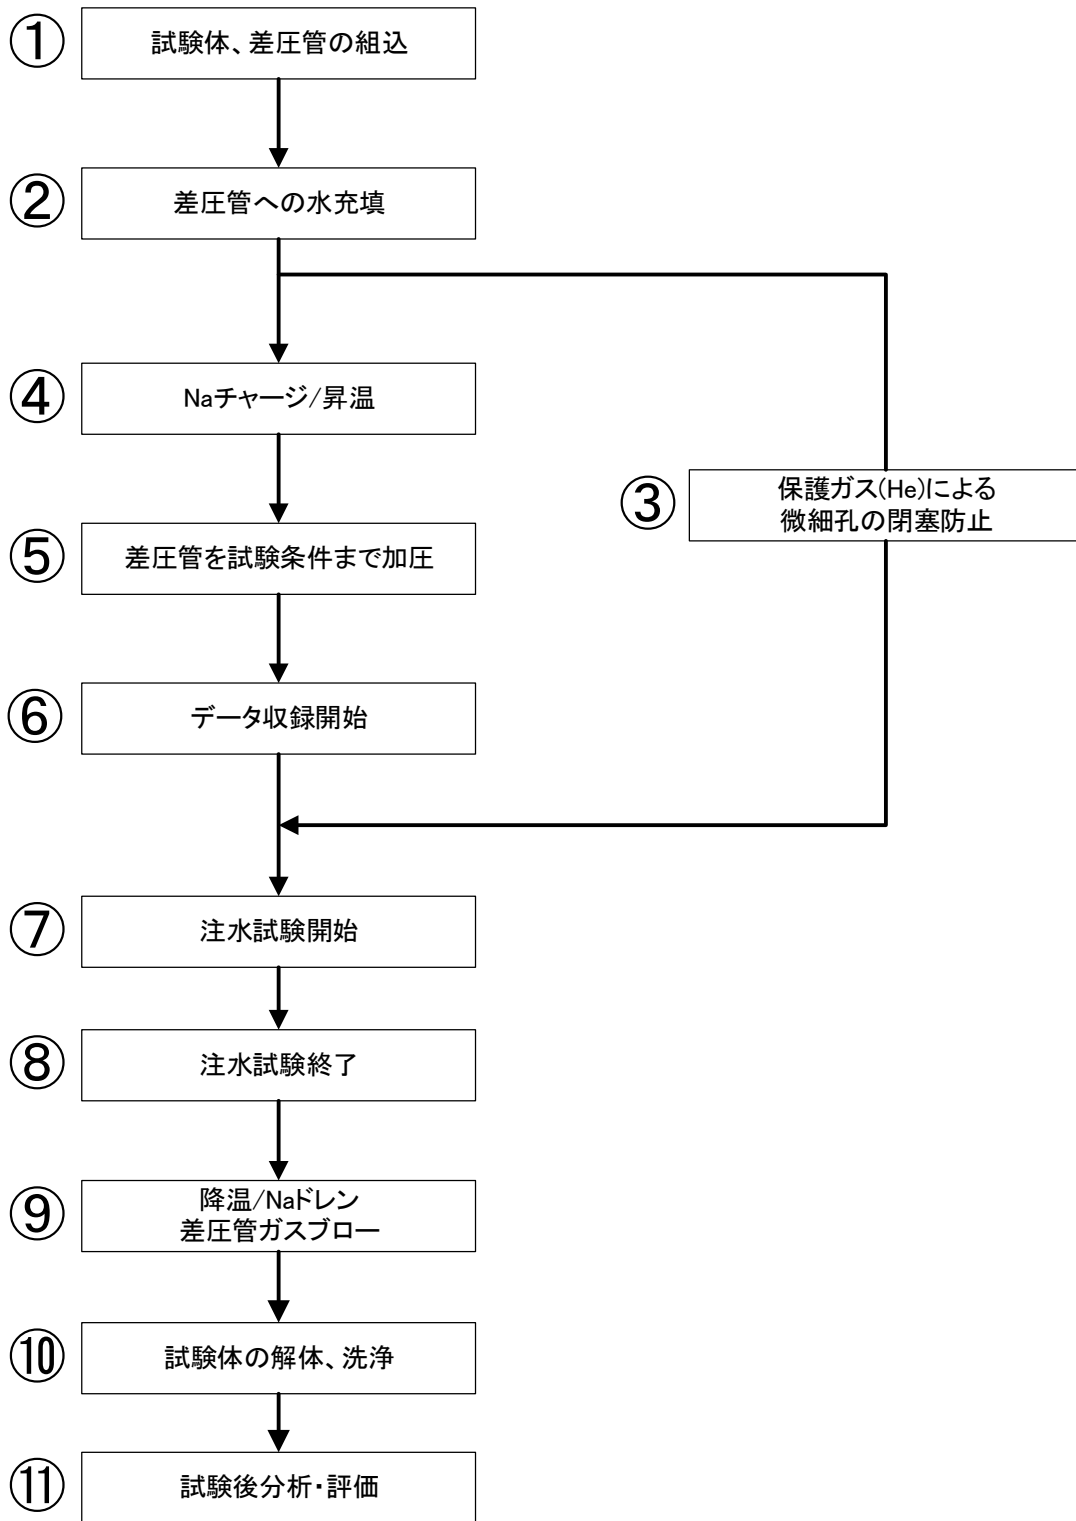 ①
試験体、差圧管の組込
②
差圧管への水充填
④
Naチャージ/昇温
③
保護ガス(He)による
微細孔の閉塞防止
⑤
差圧管を試験条件まで加圧
⑥
データ収録開始
⑦
注水試験開始
⑧
注水試験終了
⑨
降温/Naドレン
差圧管ガスブロー
⑩
試験体の解体、洗浄
⑪
試験後分析・評価